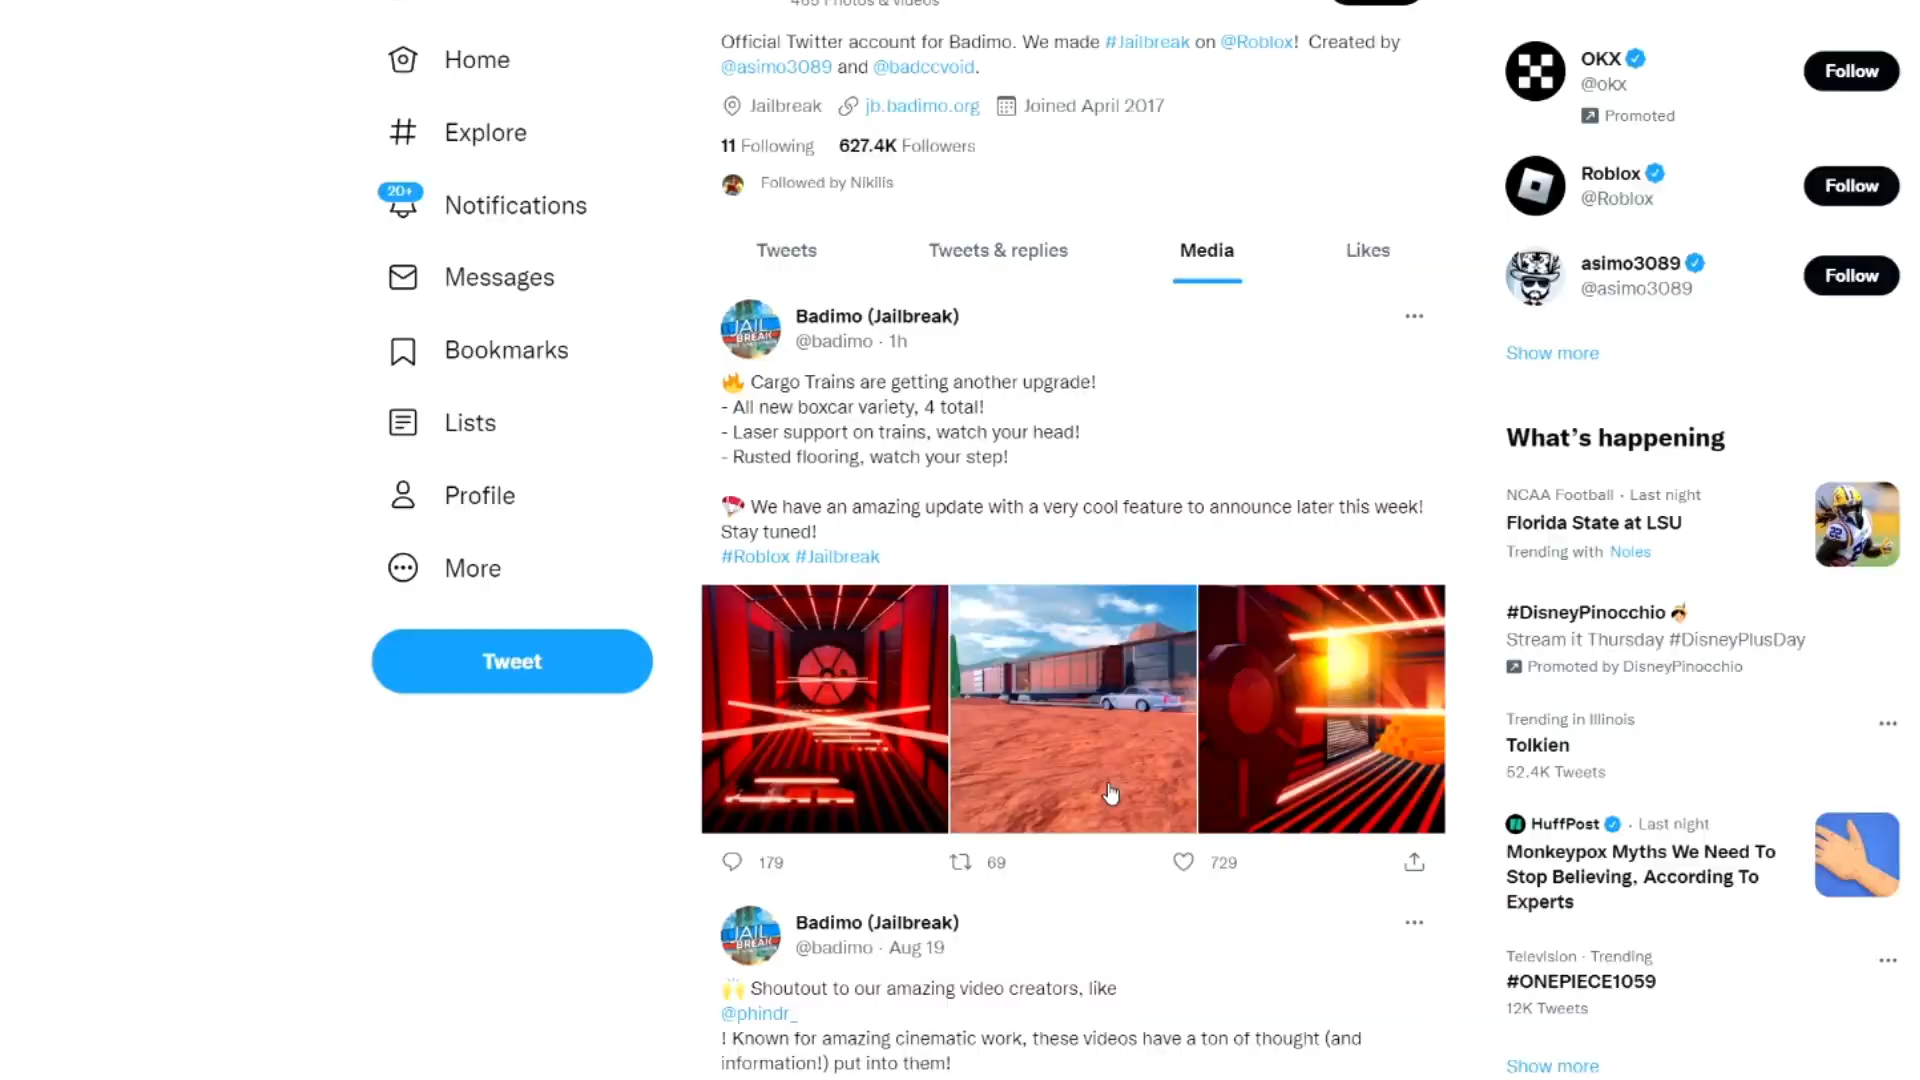 465 Photos & videos
Official Twitter account for Badimo. We made #Jailbreak on @Roblox! Created by
@asimo3089 and @badccvoid.
Jailbreak jb.badimo.org Joined April 2017
11 Following 627.4K Followers
Followed by Nikilis
Home
Explore
20+
Notifications
Messages
Bookmarks
Lists
Profile
More
Tweet
Tweets Tweets & replies Media Likes
Badimo (Jailbreak)
@badimo · 1h
🔥 Cargo Trains are getting another upgrade!
- All new boxcar variety, 4 total!
- Laser support on trains, watch your head!
- Rusted flooring, watch your step!
We have an amazing update with a very cool feature to announce later this week!
Stay tuned!
#Roblox #Jailbreak
179 69 729
JAIL
BREAK
Badimo (Jailbreak)
@badimo · Aug 19
🙌 Shoutout to our amazing video creators, like
@phindr_
! Known for amazing cinematic work, these videos have a ton of thought (and
information!) put into them!
JAIL
BREAK
OKX
@okx
Promoted
Follow
Roblox
@Roblox
Follow
asimo3089
@asimo3089
Follow
Show more
What's happening
NCAA Football · Last night
Florida State at LSU
Trending with Noles
#DisneyPinocchio
Stream it Thursday #DisneyPlusDay
Promoted by DisneyPinocchio
Trending in Illinois
Tolkien
52.4K Tweets
HuffPost · Last night
Monkeypox Myths We Need To
Stop Believing, According To
Experts
Television · Trending
#ONEPIECE1059
12K Tweets
Show more